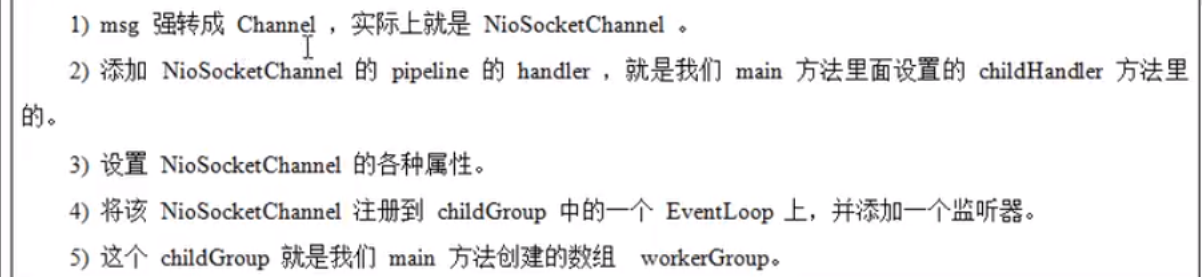 1) msg 强转成 Channel ，实际上就是 NioSocketChannel 。
2) 添加 NioSocketChannel 的 pipeline 的 handler ，就是我们 main 方法里面设置的 childHandler 方法里
的。
3) 设置 NioSocketChannel 的各种属性。
4) 将该 NioSocketChannel 注册到 childGroup 中的一个 EventLoop 上，并添加一个监听器。
5) 这个 childGroup 就是我们 main 方法创建的数组 workerGroup。